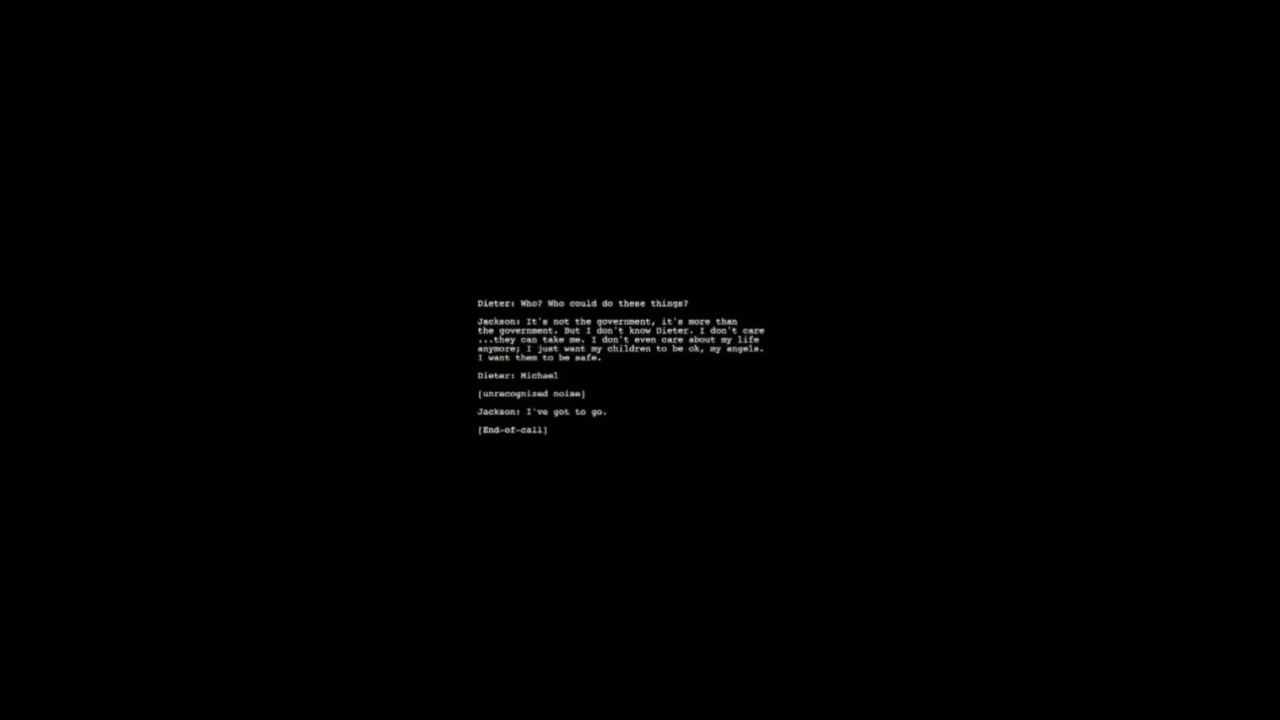 Dieter: Who? Who could do these things?
Jackson: It's not the government, it's more than
the government. But I don't know Dieter. I don't care
...they can take me. I don't even care about my life
anymore; I just want my children to be ok, my angels.
I want them to be safe.
Dieter: Michael
[unrecognized noise]
Jackson: I've got to go.
[End-of-call]